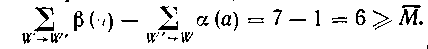 ∑ β (a) − ∑ α (a) = 7 − 1 = 6 ⩾ M̅.
W'→W'' W''→W'